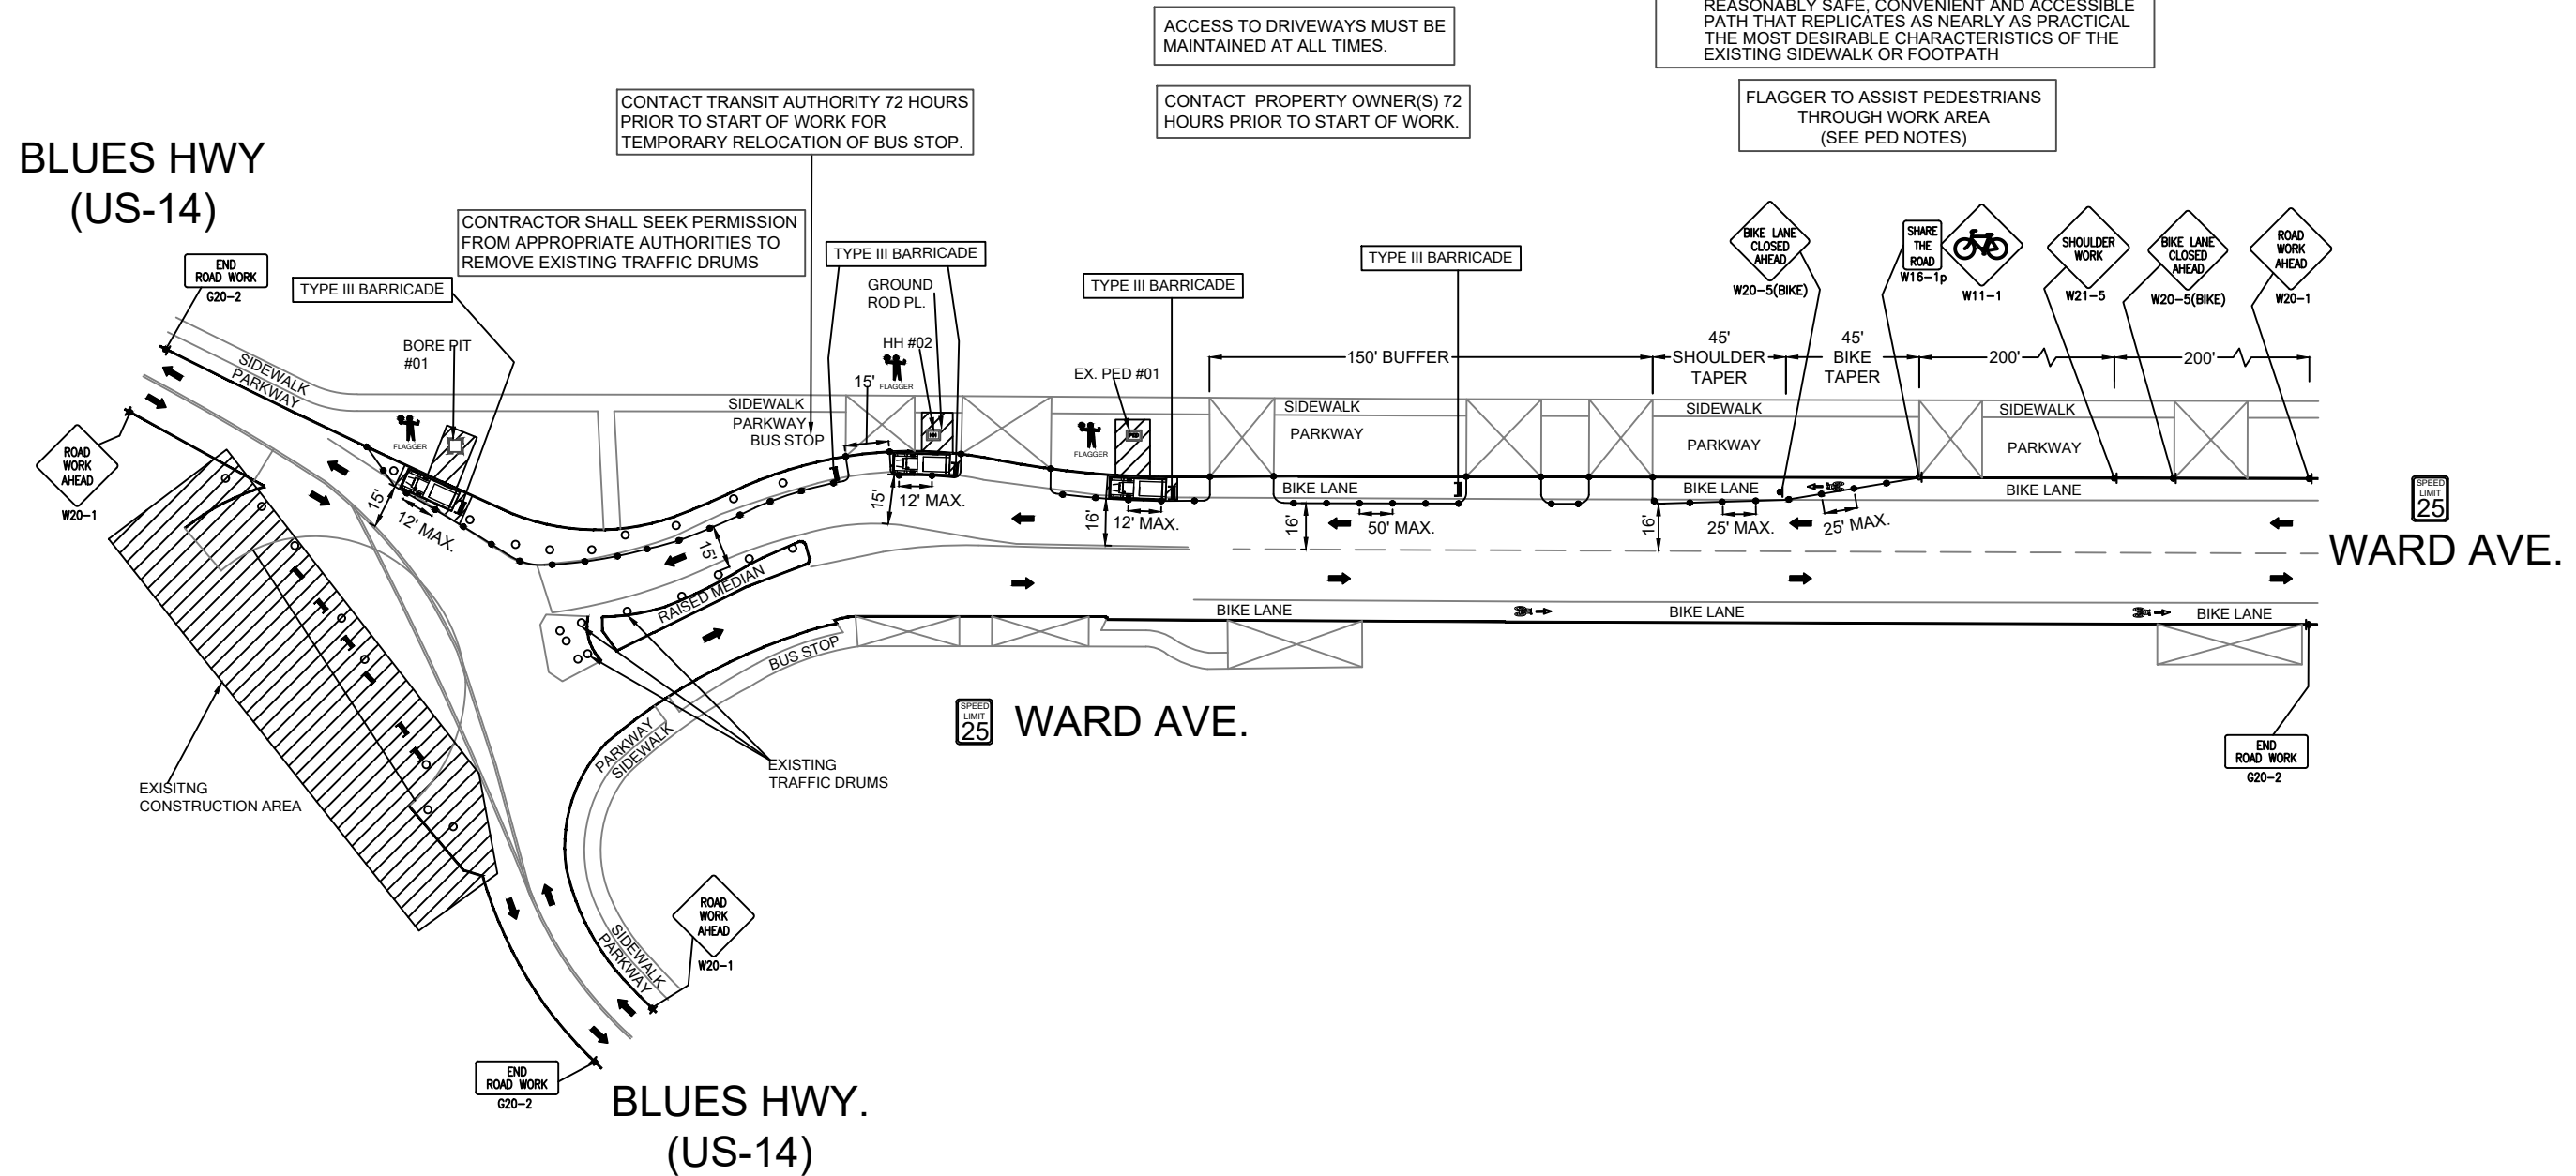 REASONABLY SAFE, CONVENIENT AND ACCESSIBLE
PATH THAT REPLICATES AS NEARLY AS PRACTICAL
THE MOST DESIRABLE CHARACTERISTICS OF THE
EXISTING SIDEWALK OR FOOTPATH
ACCESS TO DRIVEWAYS MUST BE
MAINTAINED AT ALL TIMES.
CONTACT TRANSIT AUTHORITY 72 HOURS
PRIOR TO START OF WORK FOR
TEMPORARY RELOCATION OF BUS STOP.
CONTACT PROPERTY OWNER(S) 72
HOURS PRIOR TO START OF WORK.
FLAGGER TO ASSIST PEDESTRIANS
THROUGH WORK AREA
(SEE PED NOTES)
BLUES HWY
(US-14)
CONTRACTOR SHALL SEEK PERMISSION
FROM APPROPRIATE AUTHORITIES TO
REMOVE EXISTING TRAFFIC DRUMS
END
ROAD WORK
G20-2
TYPE III BARRICADE
TYPE III BARRICADE
GROUND
ROD PL.
TYPE III BARRICADE
TYPE III BARRICADE
BIKE LANE
CLOSED
AHEAD
W20-5(BIKE)
SHARE
THE
ROAD
W16-1p
W11-1
SHOULDER
WORK
W21-5
BIKE LANE
CLOSED
AHEAD
W20-5(BIKE)
ROAD
WORK
AHEAD
W20-1
BORE PIT
#01
HH #02
15'
FLAGGER
EX. PED #01
150' BUFFER
45'
SHOULDER
TAPER
45'
BIKE
TAPER
200'
200'
SIDEWALK
PARKWAY
FLAGGER
SIDEWALK
PARKWAY
BUS STOP
HH
FLAGGER
PED
SIDEWALK
PARKWAY
SIDEWALK
PARKWAY
SIDEWALK
PARKWAY
ROAD
WORK
AHEAD
W20-1
15'
12' MAX.
15'
12' MAX.
16'
12' MAX.
BIKE LANE
16'
50' MAX.
BIKE LANE
16'
25' MAX.
25' MAX.
BIKE LANE
SPEED
LIMIT
25
WARD AVE.
15'
RAISED MEDIAN
BIKE LANE
BIKE LANE
BIKE LANE
BUS STOP
SPEED
LIMIT
25
WARD AVE.
PARKWAY
SIDEWALK
EXISTING
TRAFFIC DRUMS
END
ROAD WORK
G20-2
EXISITNG
CONSTRUCTION AREA
ROAD
WORK
AHEAD
W20-1
SIDEWALK
PARKWAY
END
ROAD WORK
G20-2
BLUES HWY.
(US-14)